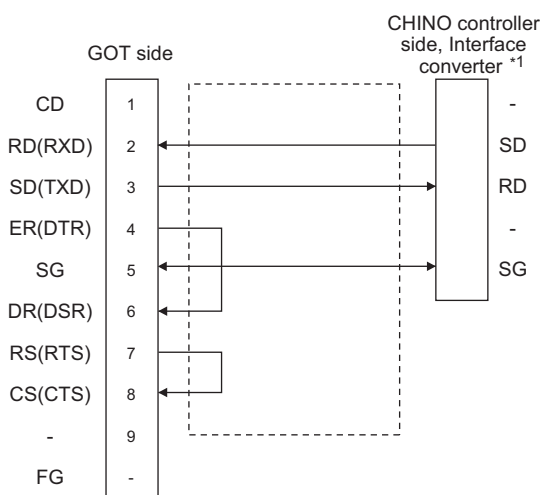 CHINO controller
side, Interface
converter *1
GOT side
CD 1 -
RD(RXD) 2 SD
SD(TXD) 3 RD
ER(DTR) 4 -
SG 5 SG
DR(DSR) 6
RS(RTS) 7
CS(CTS) 8
- 9
FG -